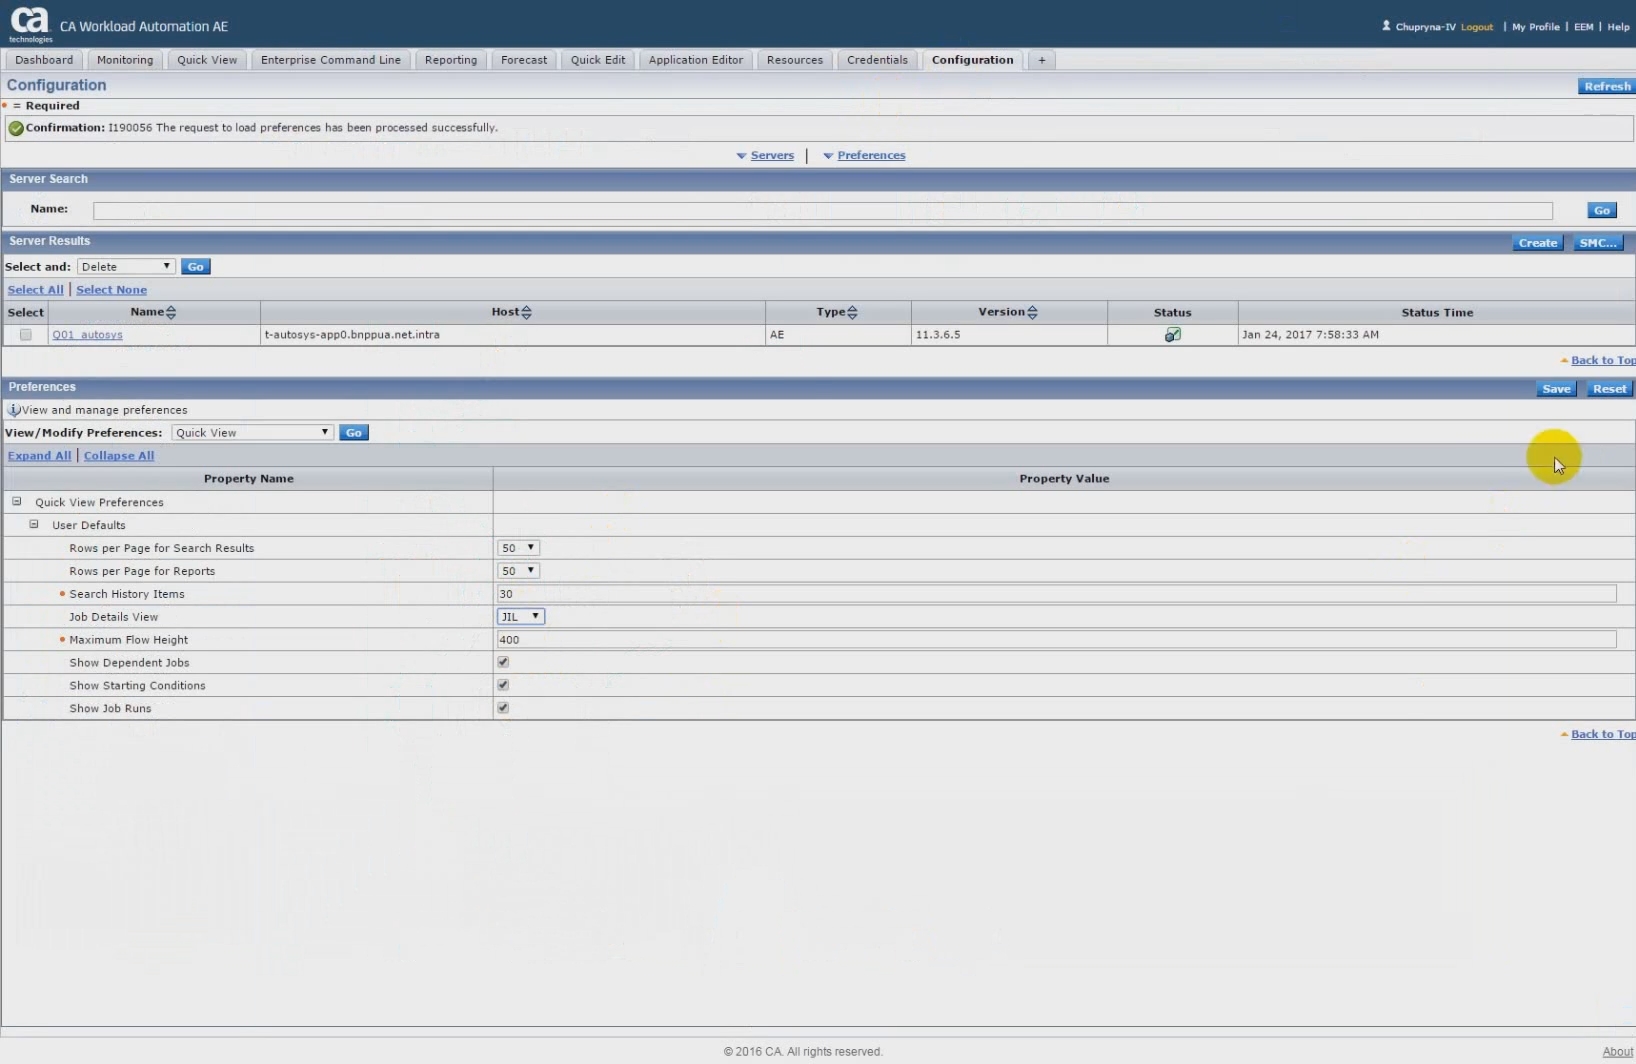 ca
technologies
CA Workload Automation AE
Chupryna-IV Logout | My Profile | EEM | Help
Dashboard Monitoring Quick View Enterprise Command Line Reporting Forecast Quick Edit Application Editor Resources Credentials Configuration +
Configuration
Refresh
= Required
Confirmation: I190056 The request to load preferences has been processed successfully.
Servers | Preferences
Server Search
Name:
Go
Server Results
Create SMC...
Select and: Delete Go
Select All | Select None
Select Name Host Type Version Status Status Time
Q01_autosys t-autosys-app0.bnppua.net.intra AE 11.3.6.5 Jan 24, 2017 7:58:33 AM
Back to Top
Preferences
Save Reset
View and manage preferences
View/Modify Preferences: Quick View Go
Expand All | Collapse All
Property Name Property Value
Quick View Preferences
User Defaults
Rows per Page for Search Results 50
Rows per Page for Reports 50
Search History Items 30
Job Details View JIL
Maximum Flow Height 400
Show Dependent Jobs
Show Starting Conditions
Show Job Runs
Back to Top
© 2016 CA. All rights reserved.
About